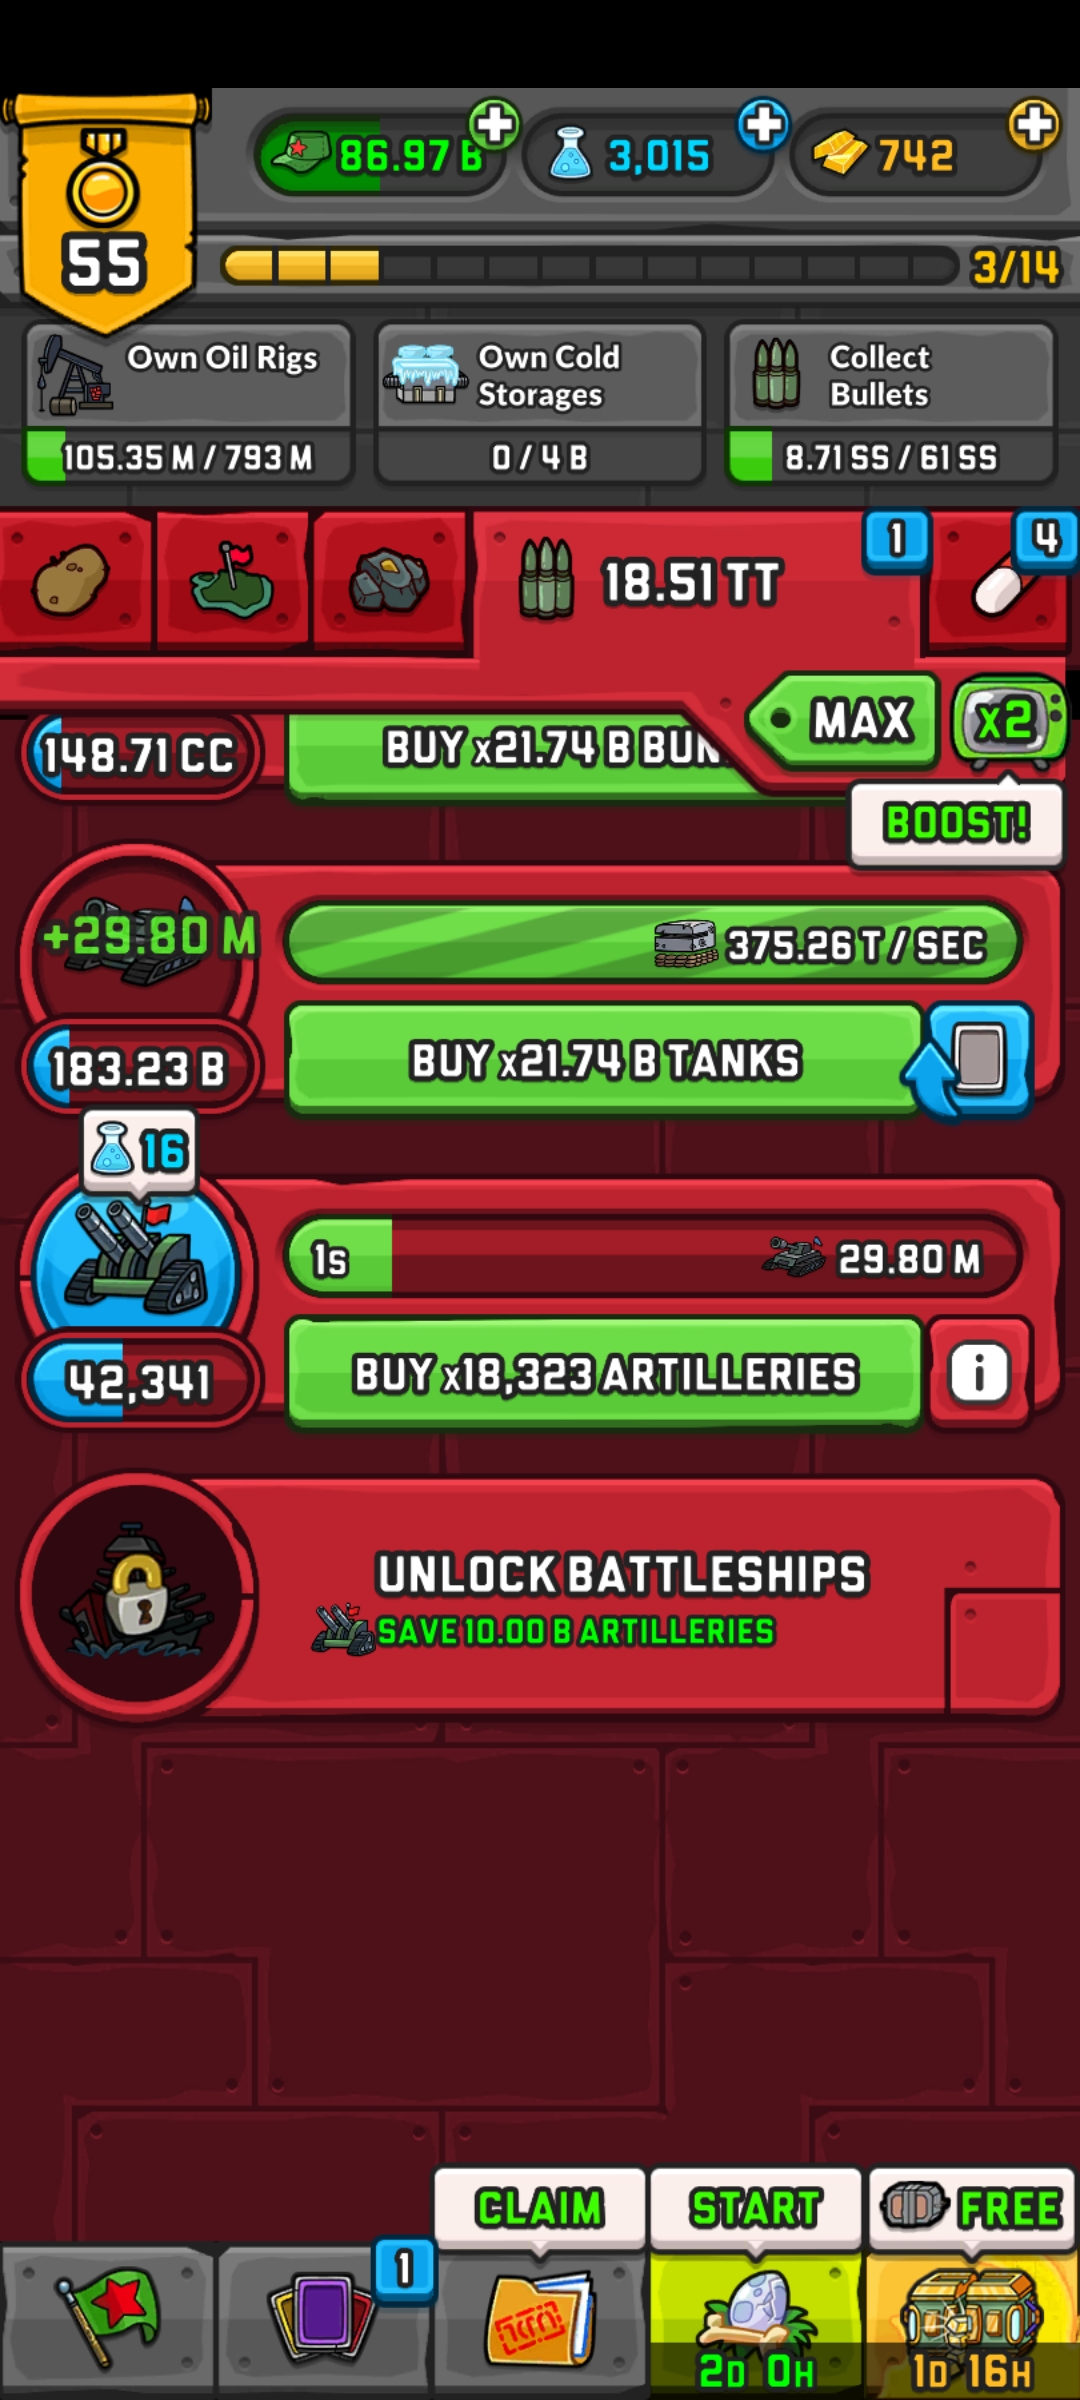 86.97 B
3,015
742
55
3/14
Own Oil Rigs
105.35 M / 793 M
Own Cold
Storages
0 / 4 B
Collect
Bullets
8.71 SS / 61 SS
18.51 TT
1
4
MAX
x2
BOOST!
148.71 CC
BUY x21.74 B BUN
+29.80 M
375.26 T / SEC
183.23 B
BUY x21.74 B TANKS
16
1s
29.80 M
42,341
BUY x18,323 ARTILLERIES
i
UNLOCK BATTLESHIPS
SAVE 10.00 B ARTILLERIES
CLAIM
START
FREE
1
2D 0H
1D 16H